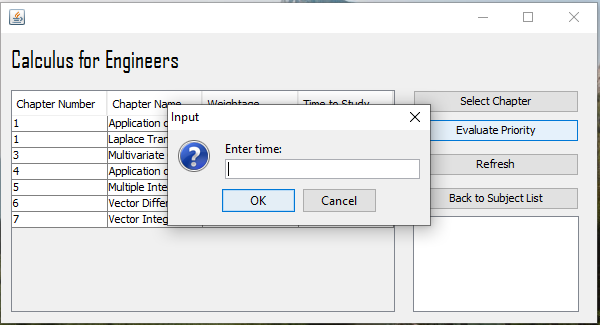 Calculus for Engineers
Chapter Number Chapter Name Weightage Time to Study
1 Application o
1 Laplace Tran
3 Multivariate
4 Application o
5 Multiple Inte
6 Vector Differ
7 Vector Integ
Input
Enter time:
OK Cancel
Select Chapter
Evaluate Priority
Refresh
Back to Subject List